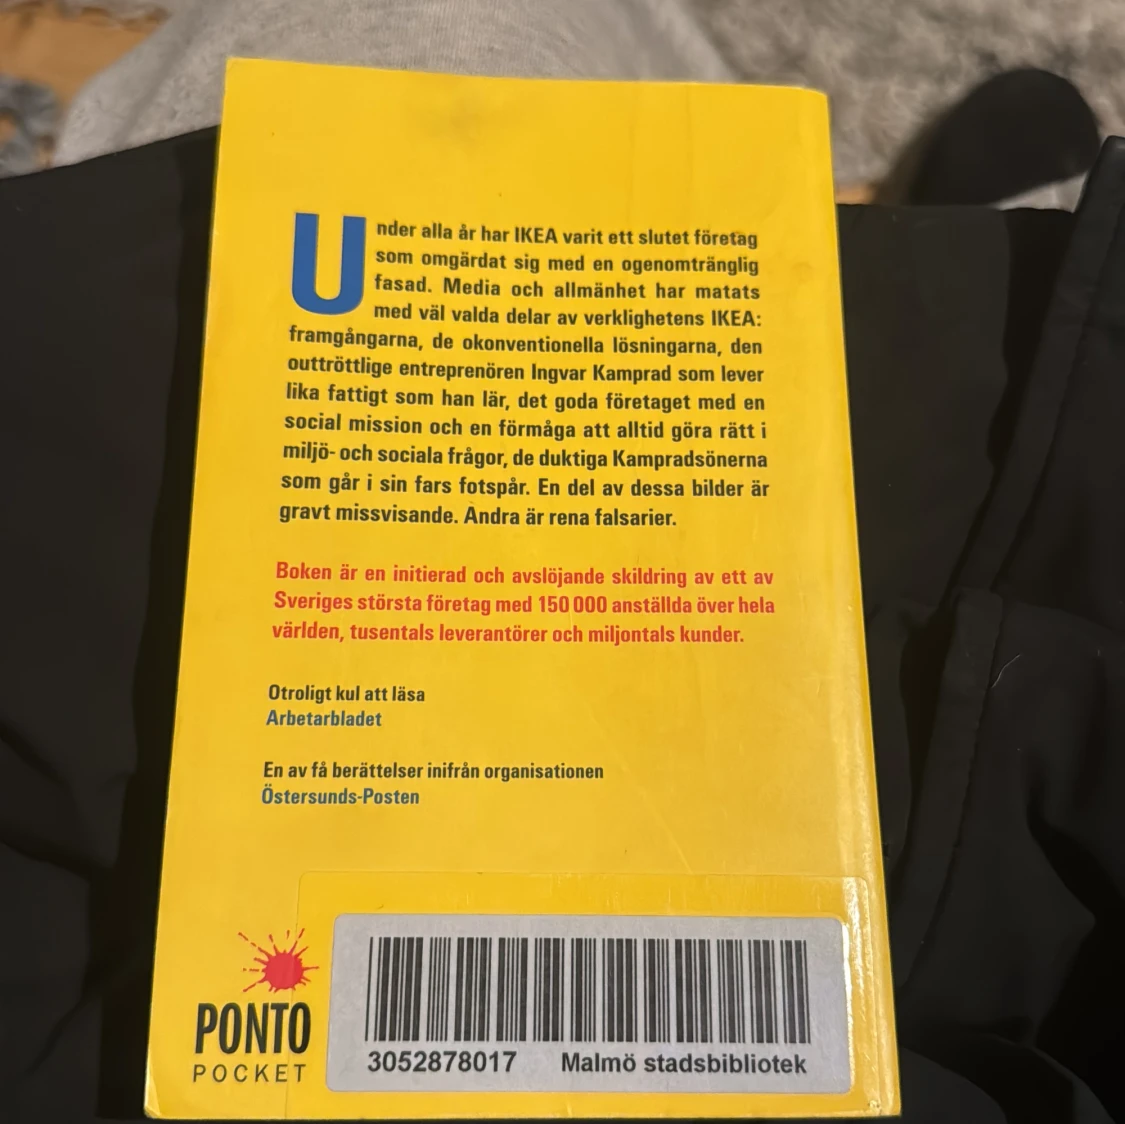 Under alla år har IKEA varit ett slutet företag
som omgärdat sig med en ogenomtränglig
fasad. Media och allmänhet har matats
med väl valda delar av verklighetens IKEA:
framgångarna, de okonventionella lösningarna, den
outtröttlige entreprenören Ingvar Kamprad som lever
lika fattigt som han lär, det goda företaget med en
social mission och en förmåga att alltid göra rätt i
miljö- och sociala frågor, de duktiga Kampradsönerna
som går i sin fars fotspår. En del av dessa bilder är
gravt missvisande. Andra är rena falsarier.
Boken är en initierad och avslöjande skildring av ett av
Sveriges största företag med 150 000 anställda över hela
världen, tusentals leverantörer och miljontals kunder.
Otroligt kul att läsa
Arbetarbladet
En av få berättelser inifrån organisationen
Östersunds-Posten
PONTO
POCKET
3052878017 Malmö stadsbibliotek